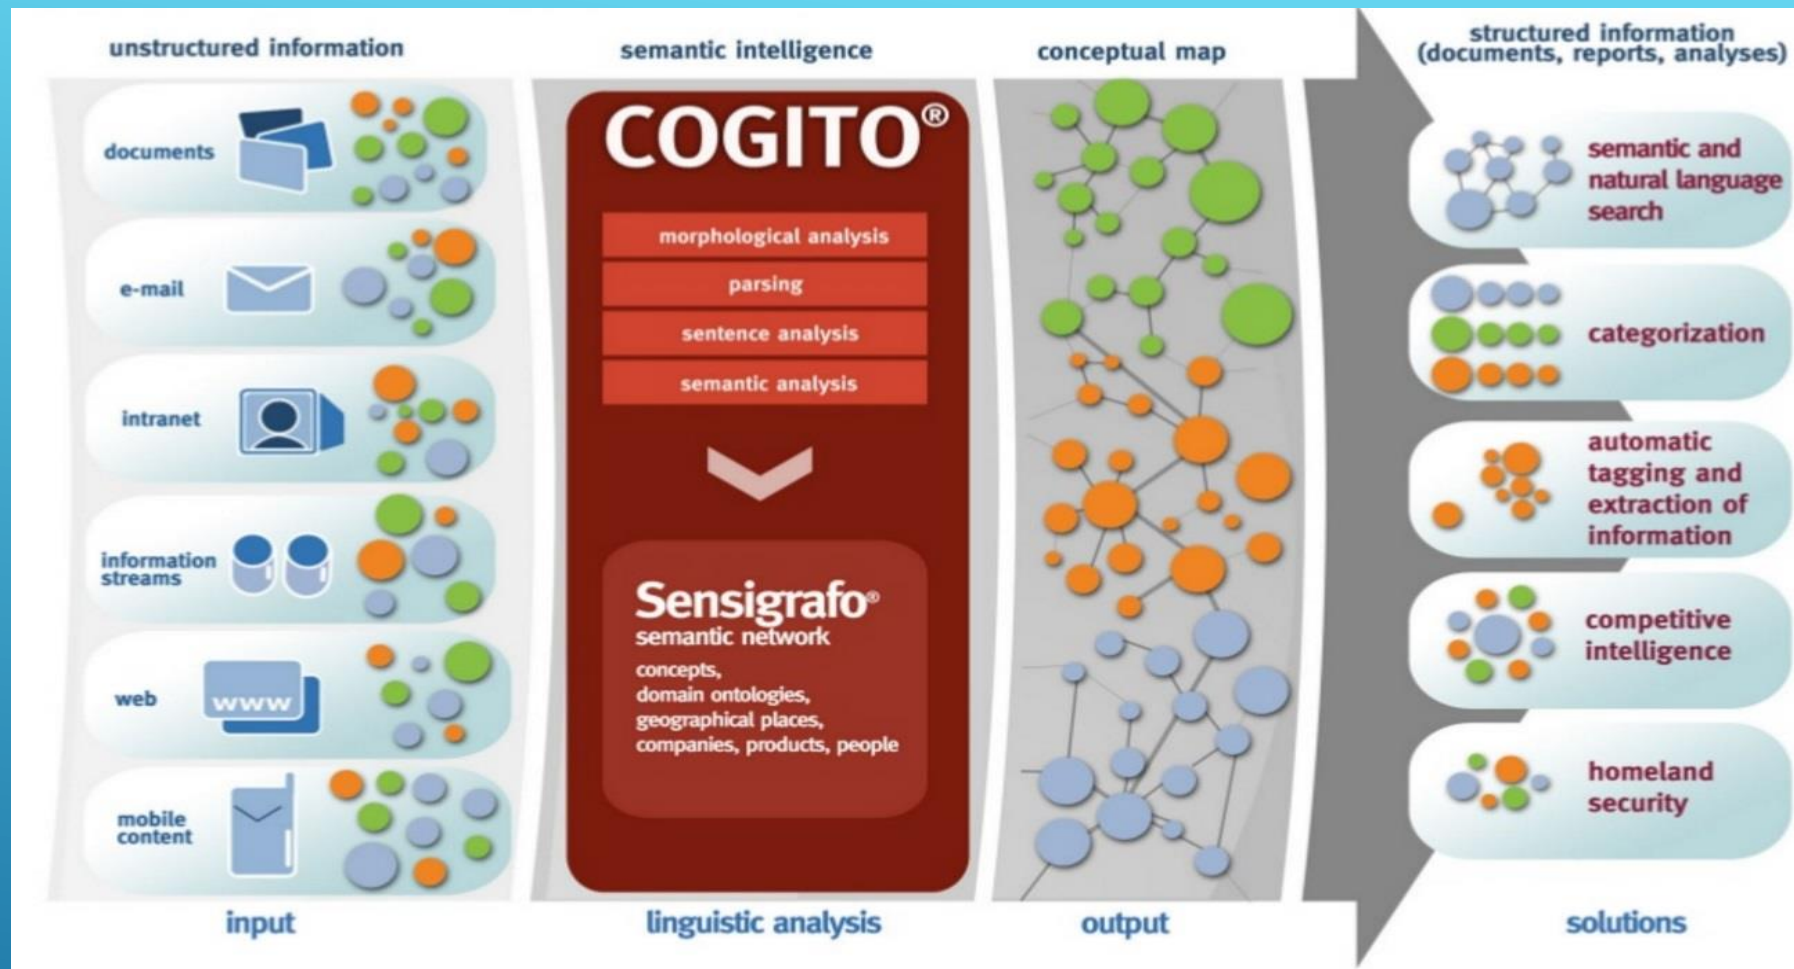 unstructured information
semantic intelligence
conceptual map
structured information
(documents, reports, analyses)
documents
e-mail
intranet
information
streams
web
www
mobile
content
COGITO®
morphological analysis
parsing
sentence analysis
semantic analysis
Sensigrafo®
semantic network
concepts,
domain ontologies,
geographical places,
companies, products, people
semantic and
natural language
search
categorization
automatic
tagging and
extraction of
information
competitive
intelligence
homeland
security
input
linguistic analysis
output
solutions